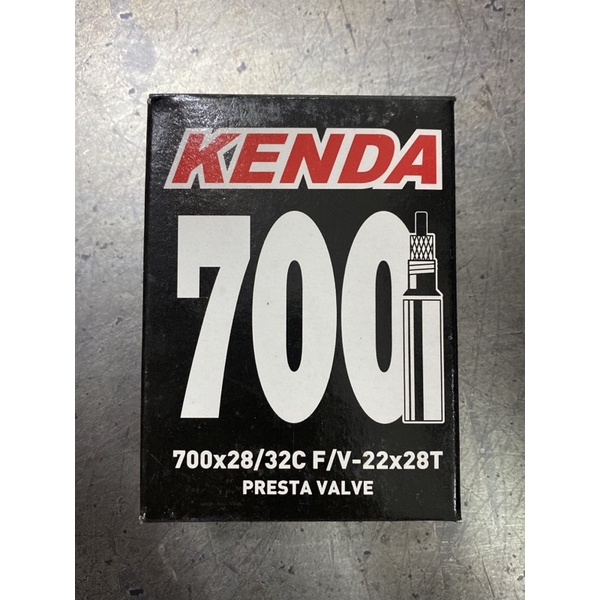 KENDA
700
700x28/32C F/V-22x28T
PRESTA VALVE